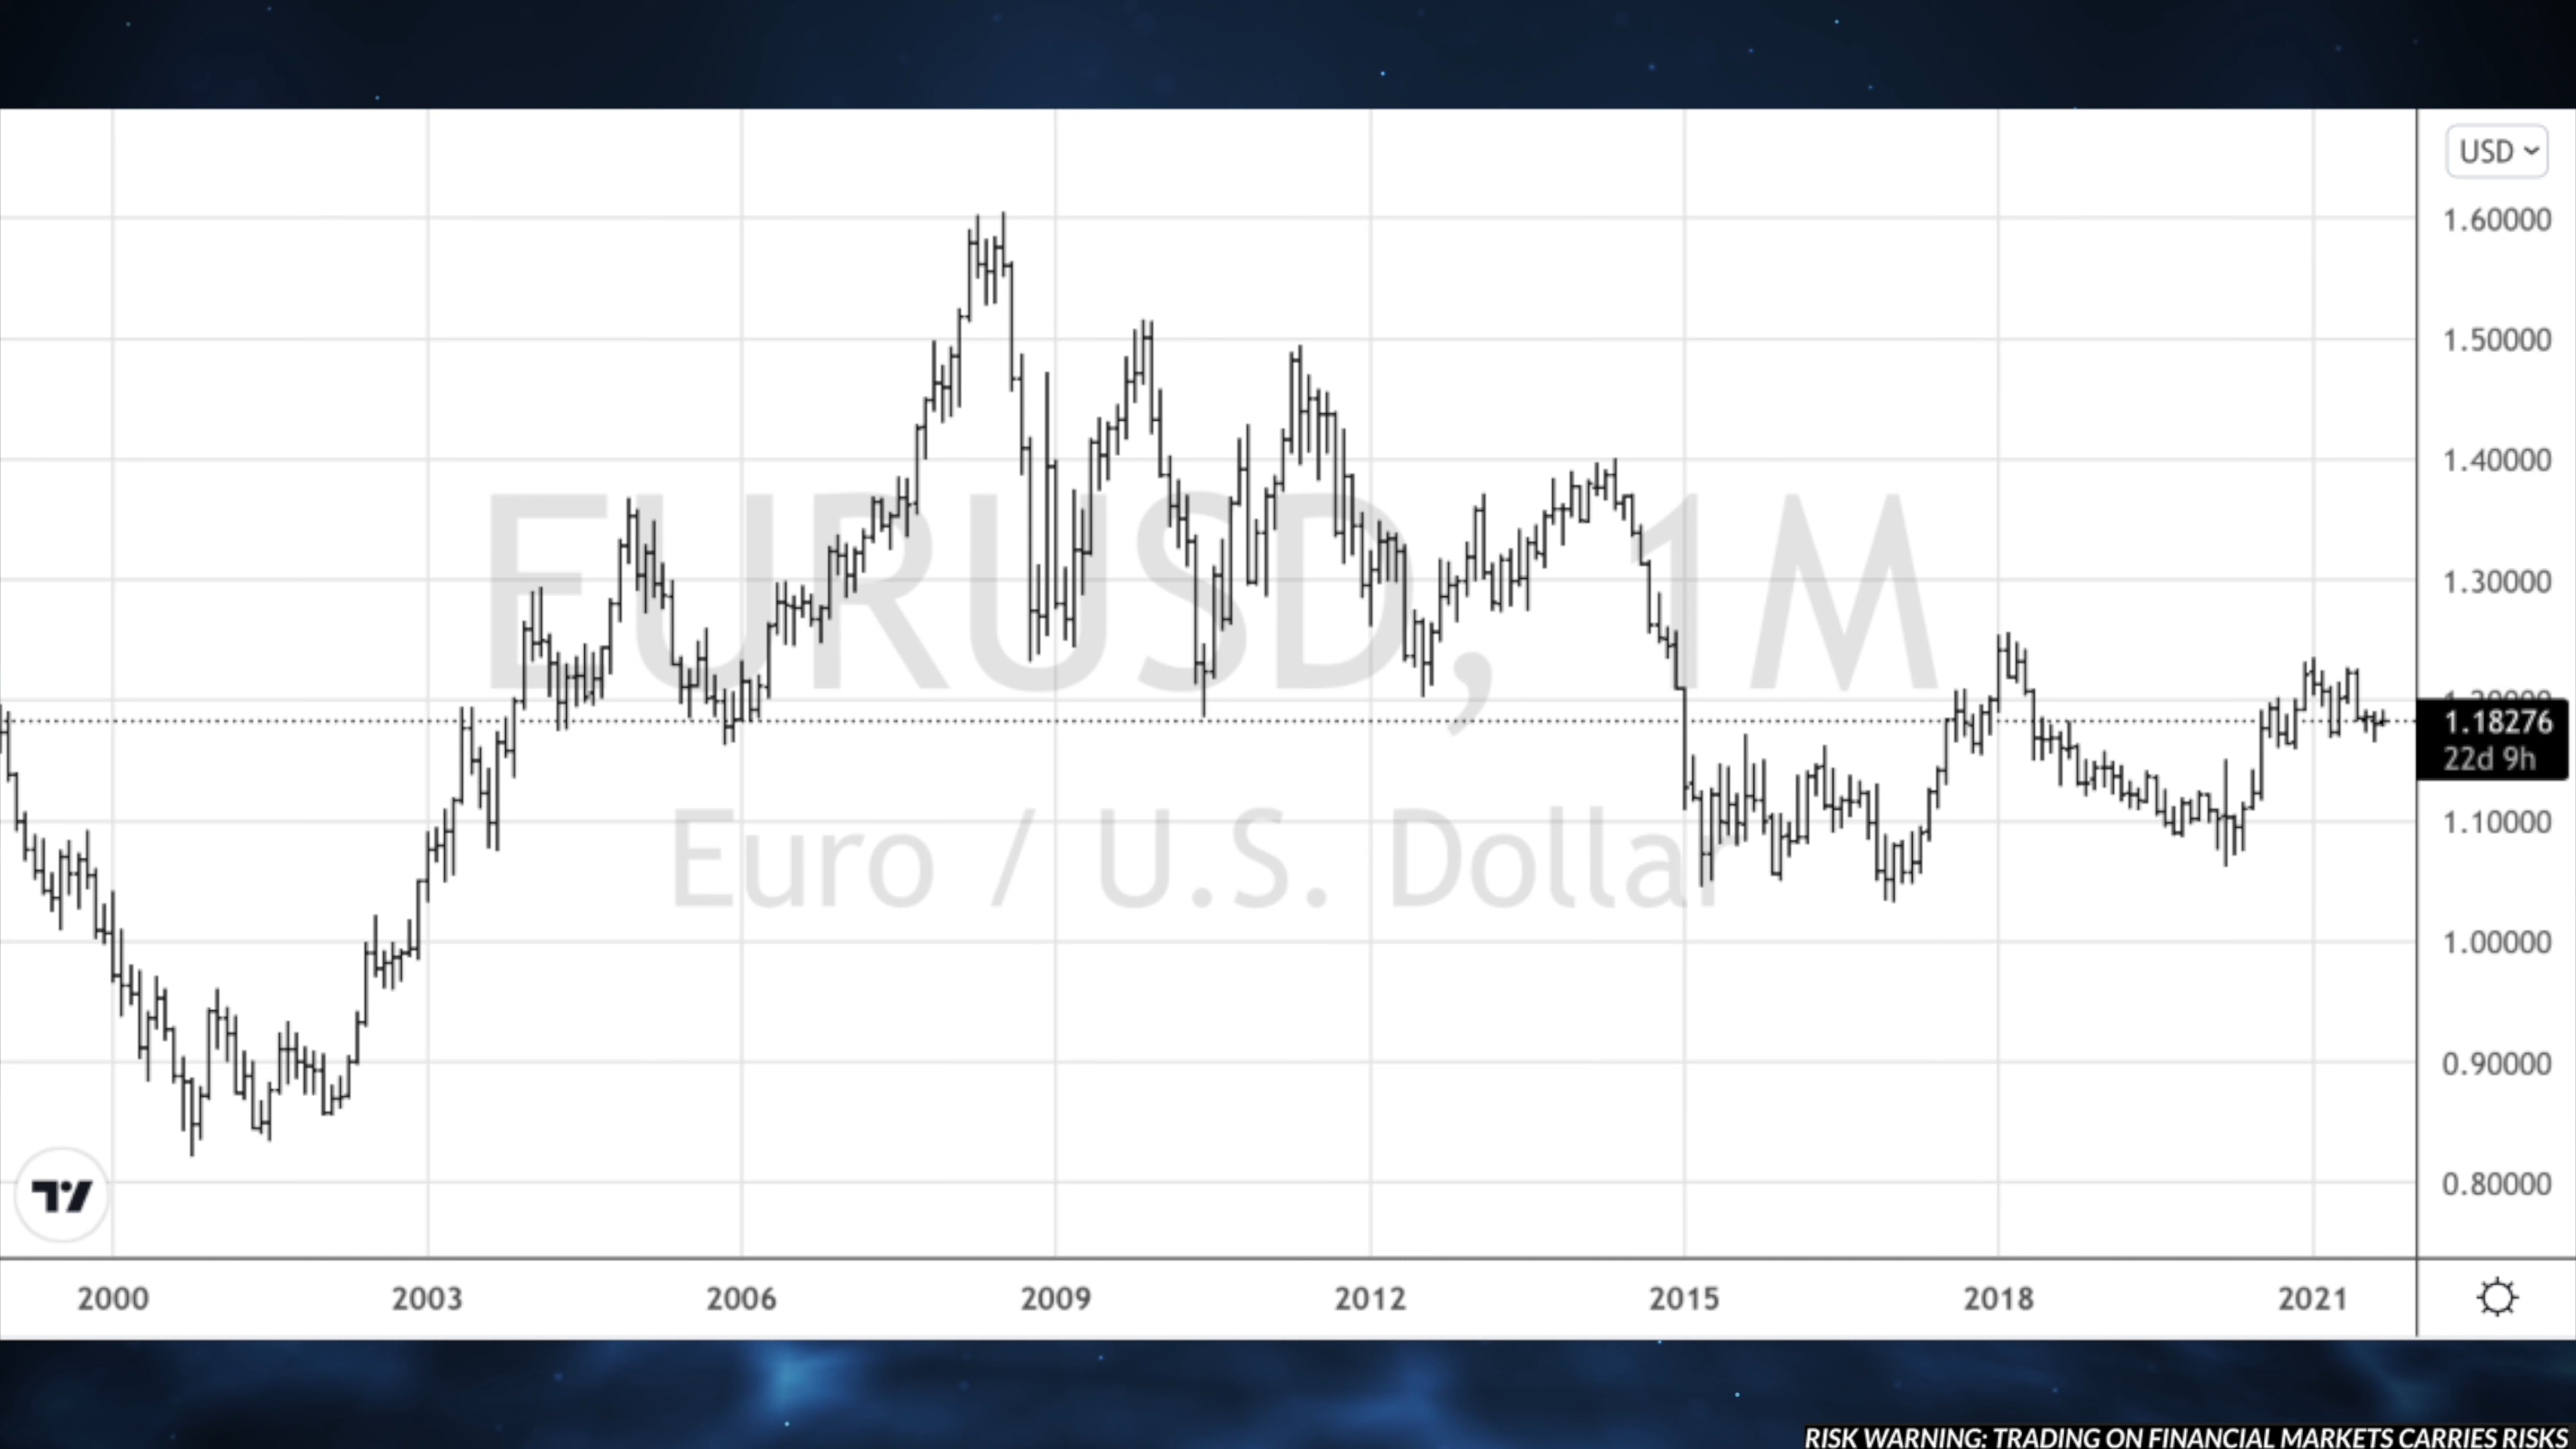 USD
1.60000
1.50000
1.40000
EURUSD, 1M
1.30000
1.20000
1.18276
22d 9h
Euro / U.S. Dollar
1.10000
1.00000
0.90000
0.80000
2000 2003 2006 2009 2012 2015 2018 2021
RISK WARNING: TRADING ON FINANCIAL MARKETS CARRIES RISKS